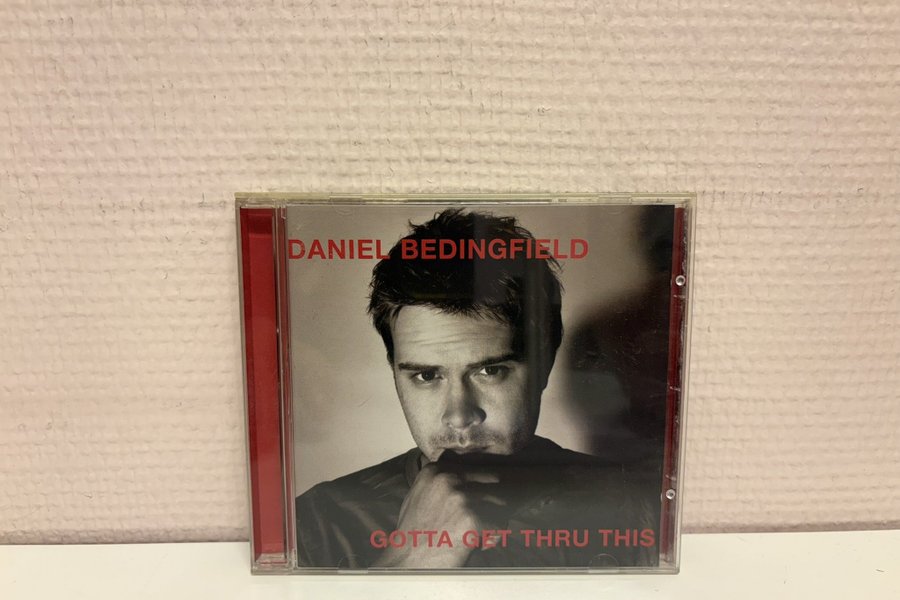 DANIEL BEDINGFIELD
GOTTA GET THRU THIS